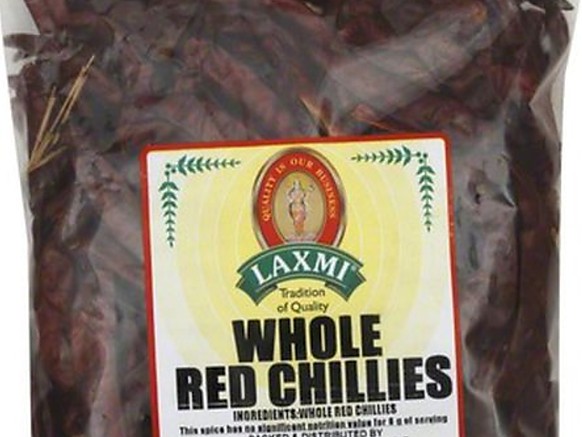 QUALITY IS OUR BUSINESS
LAXMI®
Tradition
of Quality
WHOLE
RED CHILLIES
INGREDIENTS:WHOLE RED CHILLIES
This spice has no significant nutrition value for 8 g of serving
PACKED & DISTRIBUTED BY